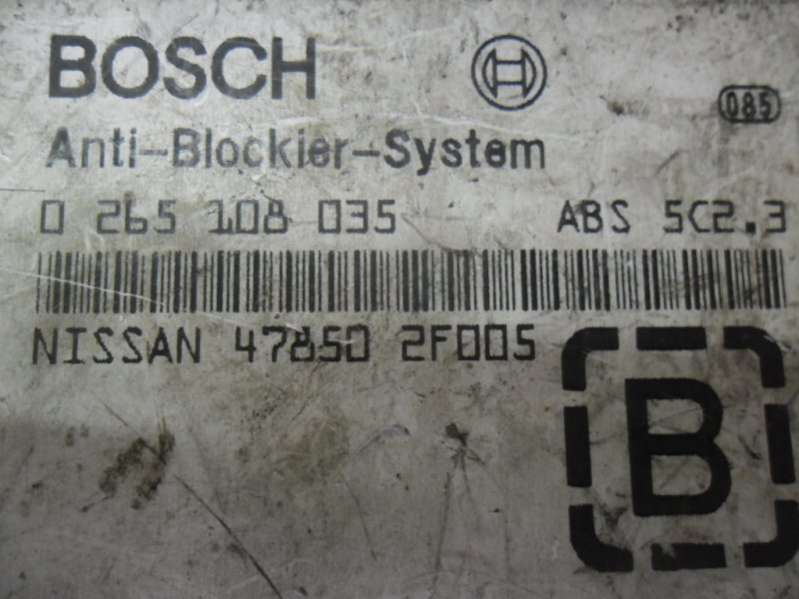 BOSCH
085
Anti-Blockier-System
0 265 108 035 ABS 5C2.3
NISSAN 47850 2F005
B